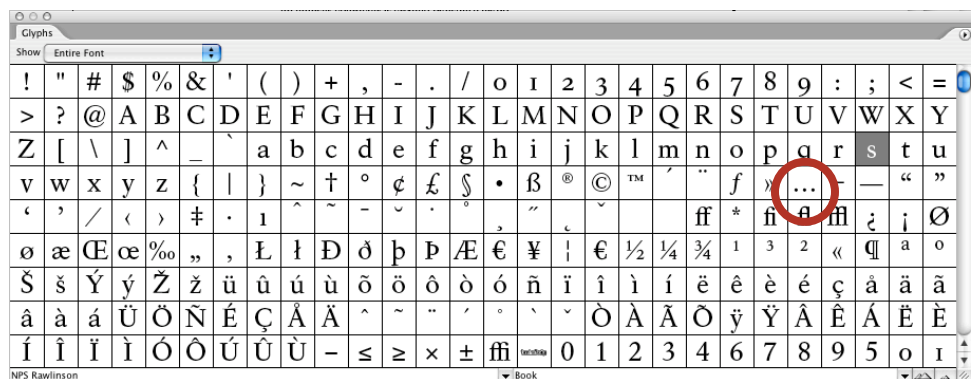 Glyphs
Show Entire Font
! " # $ % & ' ( ) + , - . / 0 1 2 3 4 5 6 7 8 9 : ; < =
> ? @ A B C D E F G H I J K L M N O P Q R S T U V W X Y
Z [ \ ] ^ _ ` a b c d e f g h i j k l m n o p q r s t u
v w x y z { | } ~ † ° ¢ £ § • ß ® © ™ ´ ¨ ƒ » … – — “ ”
‘ ’ ⁄ ‹ › ‡ · ı ˆ ˜ ¯ ˘ ˙ ˚ ¸ ˝ ˛ ˇ ff * fi fl ffl ¿ ¡ Ø
ø æ Œ œ ‰ „ ‚ Ł ł Đ ð þ Þ Æ € ¥ ¦ € ½ ¼ ¾ ¹ ³ ² « ¶ ª º
Š š Ý ý Ž ž ü û ú ù õ ö ô ò ó ñ ï î ì í ë ê è é ç å ä ã
â à á Ü Ö Ñ É Ç Å Ä ˆ ˜ ¨ ´ ˚ ` ˇ Ò À Ã Õ ÿ Ÿ Â Ê Á Ë È
Í Î Ï Ì Ó Ô Ú Û Ù − ≤ ≥ × ± ffi 0 1 2 3 4 6 7 8 9 5 0 1
NPS Rawlinson Book